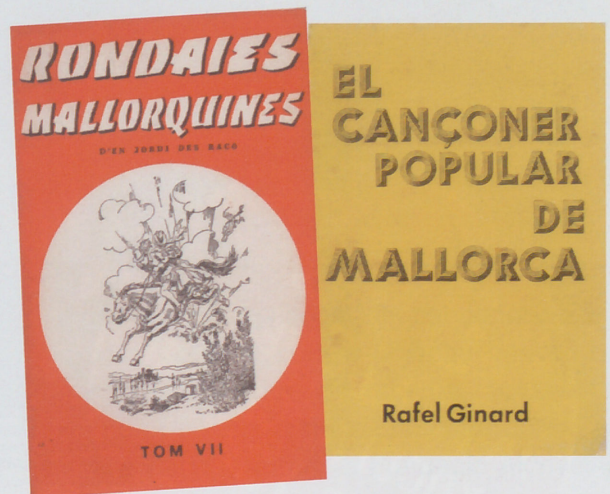 RONDAIES
MALLORQUINES
D'EN JORDI DES RACÓ
TOM VII
EL
CANÇONER
POPULAR
DE
MALLORCA
Rafel Ginard